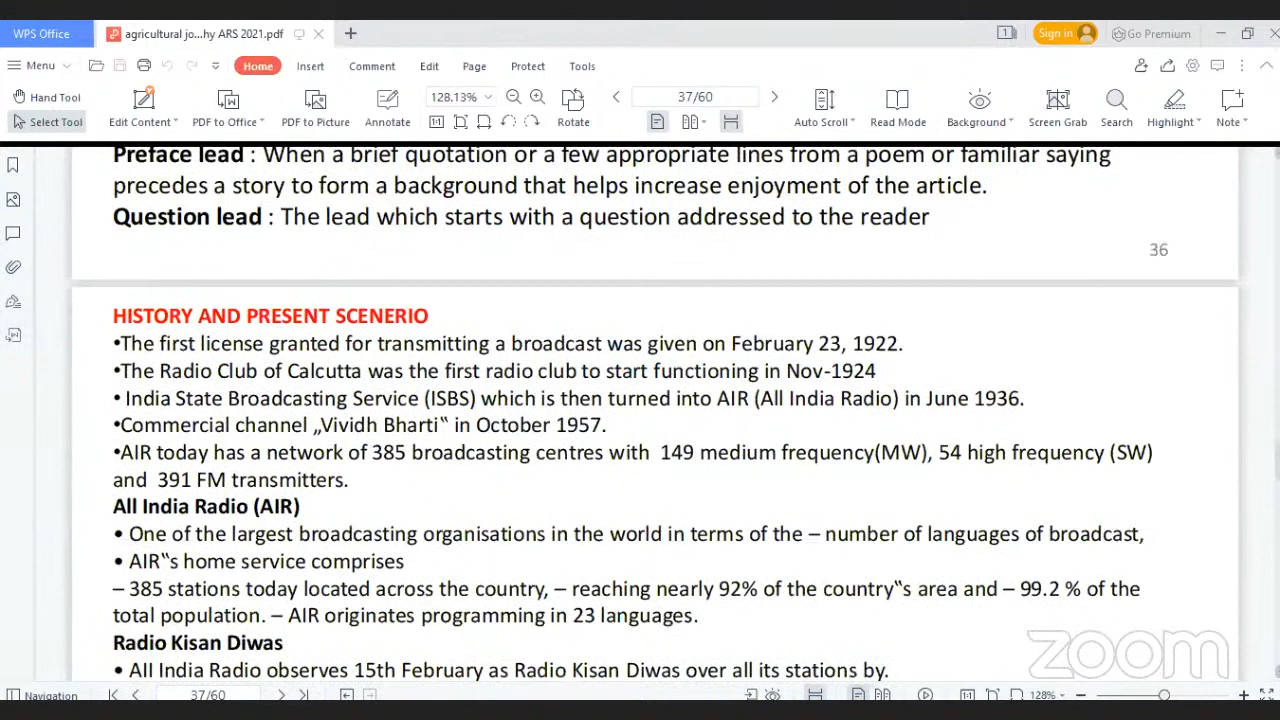 WPS Office
agricultural jo...hy ARS 2021.pdf
1
Sign in
Go Premium
Menu
Home
Insert
Comment
Edit
Page
Protect
Tools
Hand Tool
Select Tool
Edit Content
PDF to Office
PDF to Picture
Annotate
128.13%
Rotate
37/60
Auto Scroll
Read Mode
Background
Screen Grab
Search
Highlight
Note
Preface lead : When a brief quotation or a few appropriate lines from a poem or familiar saying
precedes a story to form a background that helps increase enjoyment of the article.
Question lead : The lead which starts with a question addressed to the reader
36
HISTORY AND PRESENT SCENERIO
•The first license granted for transmitting a broadcast was given on February 23, 1922.
•The Radio Club of Calcutta was the first radio club to start functioning in Nov-1924
• India State Broadcasting Service (ISBS) which is then turned into AIR (All India Radio) in June 1936.
•Commercial channel „Vividh Bharti‟ in October 1957.
•AIR today has a network of 385 broadcasting centres with 149 medium frequency(MW), 54 high frequency (SW)
and 391 FM transmitters.
All India Radio (AIR)
• One of the largest broadcasting organisations in the world in terms of the – number of languages of broadcast,
• AIR‟s home service comprises
– 385 stations today located across the country, – reaching nearly 92% of the country‟s area and – 99.2 % of the
total population. – AIR originates programming in 23 languages.
Radio Kisan Diwas
• All India Radio observes 15th February as Radio Kisan Diwas over all its stations by.
zoom
Navigation
37/60
128%